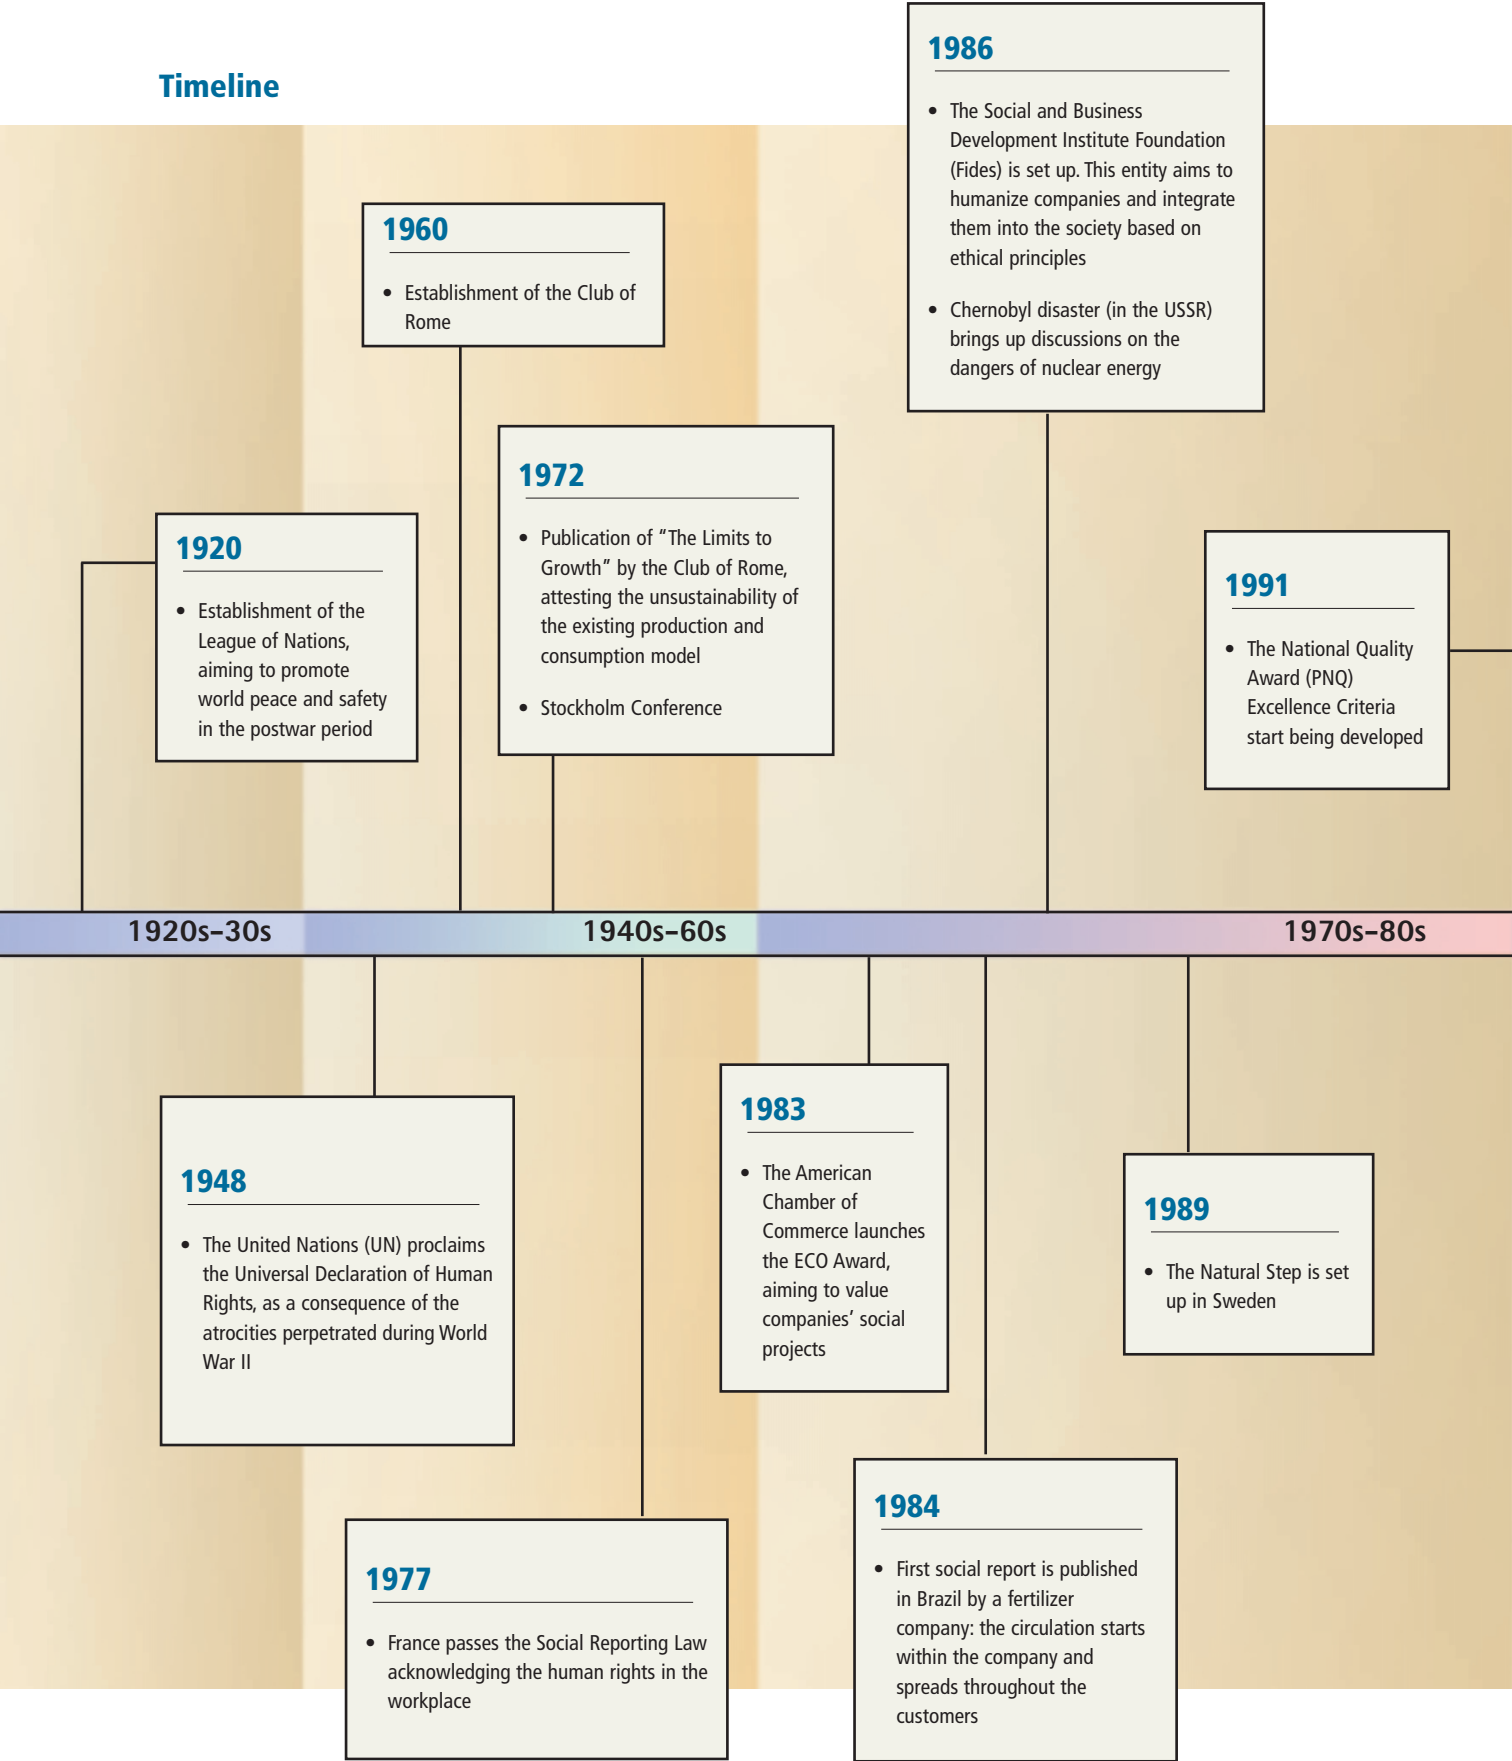 Timeline
1986
• The Social and Business
Development Institute Foundation
(Fides) is set up. This entity aims to
humanize companies and integrate
them into the society based on
ethical principles
• Chernobyl disaster (in the USSR)
brings up discussions on the
dangers of nuclear energy
1960
• Establishment of the Club of
Rome
1972
• Publication of “The Limits to
Growth” by the Club of Rome,
attesting the unsustainability of
the existing production and
consumption model
• Stockholm Conference
1920
• Establishment of the
League of Nations,
aiming to promote
world peace and safety
in the postwar period
1991
• The National Quality
Award (PNQ)
Excellence Criteria
start being developed
1920s–30s
1940s–60s
1970s–80s
1948
• The United Nations (UN) proclaims
the Universal Declaration of Human
Rights, as a consequence of the
atrocities perpetrated during World
War II
1983
• The American
Chamber of
Commerce launches
the ECO Award,
aiming to value
companies’ social
projects
1989
• The Natural Step is set
up in Sweden
1977
• France passes the Social Reporting Law
acknowledging the human rights in the
workplace
1984
• First social report is published
in Brazil by a fertilizer
company: the circulation starts
within the company and
spreads throughout the
customers